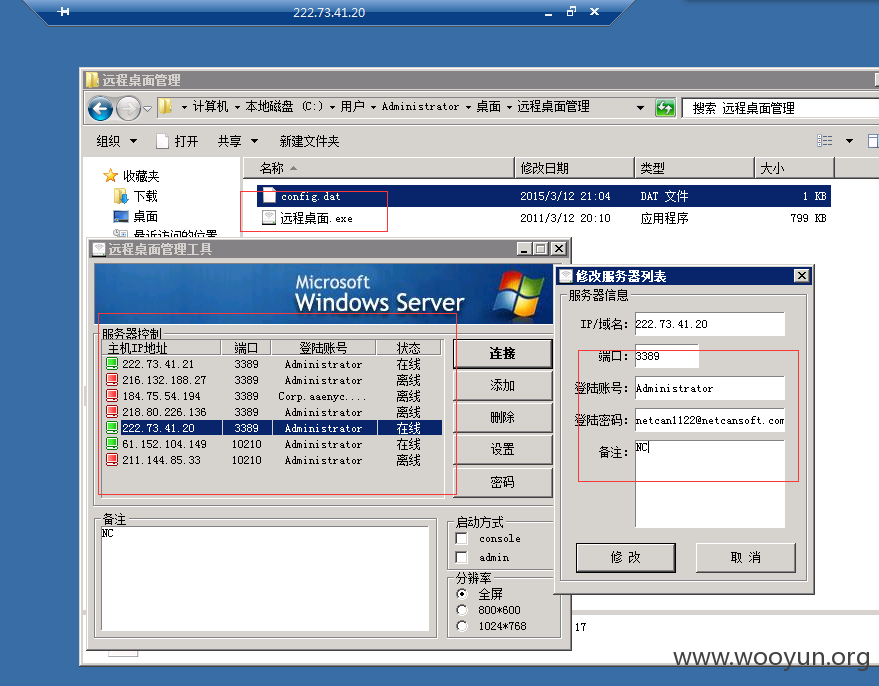 222.73.41.20
远程桌面管理
计算机 本地磁盘 (C:) 用户 Administrator 桌面 远程桌面管理
搜索 远程桌面管理
组织 打开 共享 新建文件夹
收藏夹
下载
桌面
最近访问的位置
名称 修改日期 类型 大小
config.dat 2015/3/12 21:04 DAT 文件 1 KB
远程桌面.exe 2011/3/12 20:10 应用程序 799 KB
远程桌面管理工具
Microsoft
Windows Server
服务器控制
主机IP地址 端口 登陆账号 状态
222.73.41.21 3389 Administrator 在线
216.132.188.27 3389 Administrator 离线
184.75.54.194 3389 Corp.aaenyc.... 离线
218.80.226.136 3389 Administrator 离线
222.73.41.20 3389 Administrator 在线
61.152.104.149 10210 Administrator 在线
211.144.85.33 10210 Administrator 离线
连接
添加
删除
设置
密码
备注
NC
启动方式
console
admin
分辨率
全屏
800*600
1024*768
修改服务器列表
服务器信息
IP/域名: 222.73.41.20
端口: 3389
登陆账号: Administrator
登陆密码: netcan1122@netcansoft.com
备注: NC
修 改 取 消
17
www.wooyun.org